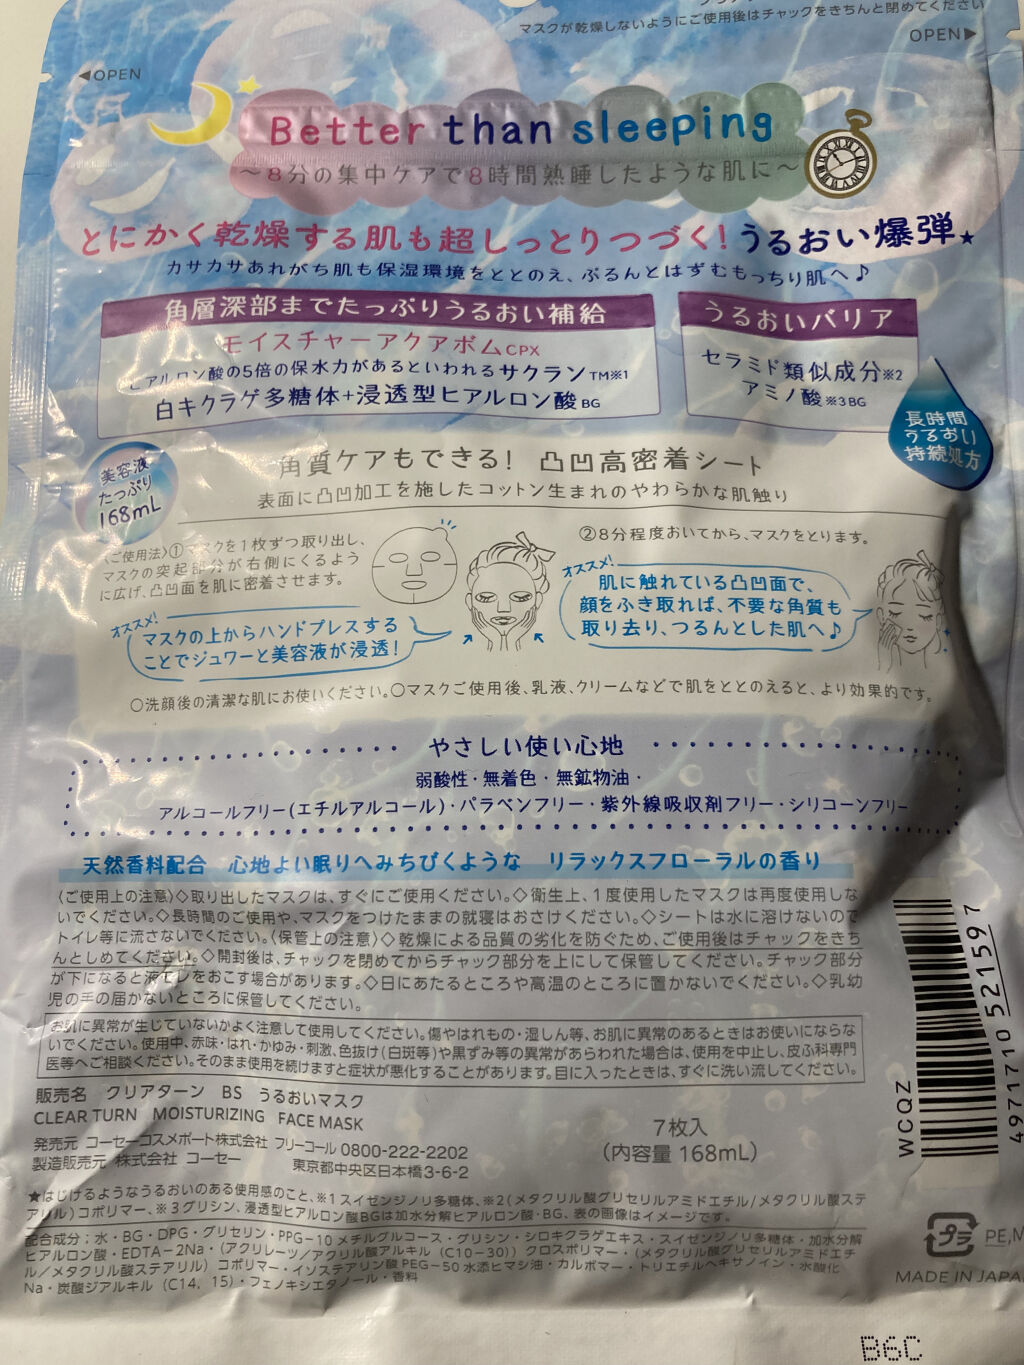 マスクが乾燥しないようにご使用後はチャックをきちんと閉めてください
◀OPEN
OPEN▶
Better than sleeping
〜8分の集中ケアで8時間熟睡したような肌に〜
とにかく乾燥する肌も超しっとりつづく!うるおい爆弾★
カサカサあれがち肌も保湿環境をととのえ、ぷるんとはずむもっちり肌へ♪
角層深部までたっぷりうるおい補給
モイスチャーアクアボムCPX
ヒアルロン酸の5倍の保水力があるといわれるサクランTM※1
白キクラゲ多糖体+浸透型ヒアルロン酸BG
うるおいバリア
セラミド類似成分※2
アミノ酸※3BG
長時間
うるおい
持続処方
美容液
たっぷり
168mL
角質ケアもできる! 凸凹高密着シート
表面に凸凹加工を施したコットン生まれのやわらかな肌触り
〈ご使用法〉①マスクを1枚ずつ取り出し、
マスクの突起部分が右側にくるよう
に広げ、凸凹面を肌に密着させます。
オススメ!
マスクの上からハンドプレスする
ことでジュワーと美容液が浸透!
②8分程度おいてから、マスクをとります。
オススメ!
肌に触れている凸凹面で、
顔をふき取れば、不要な角質も
取り去り、つるんとした肌へ♪
○洗顔後の清潔な肌にお使いください。○マスクご使用後、乳液、クリームなどで肌をととのえると、より効果的です。
やさしい使い心地
弱酸性・無着色・無鉱物油・
アルコールフリー(エチルアルコール)・パラベンフリー・紫外線吸収剤フリー・シリコーンフリー
天然香料配合 心地よい眠りへみちびくような リラックスフローラルの香り
〈ご使用上の注意〉◇取り出したマスクは、すぐにご使用ください。◇衛生上、1度使用したマスクは再度使用しな
いでください。◇長時間のご使用や、マスクをつけたままの就寝はおさけください。◇シートは水に溶けないので
トイレ等に流さないでください。〈保管上の注意〉◇乾燥による品質の劣化を防ぐため、ご使用後はチャックをきち
んとしめてください。◇開封後は、チャックを閉めてからチャック部分を上にして保管してください。チャック部分
が下になると液モレをおこす場合があります。◇日にあたるところや高温のところに置かないでください。◇乳幼
児の手の届かないところに保管してください。
お肌に異常が生じていないかよく注意して使用してください。傷やはれもの・湿しん等、お肌に異常のあるときはお使いにならな
いでください。使用中、赤味・はれ・かゆみ・刺激、色抜け(白斑等)や黒ずみ等の異常があらわれた場合は、使用を中止し、皮ふ科専門
医等へご相談ください。そのまま使用を続けますと症状が悪化することがあります。目に入ったときは、すぐに洗い流してください。
販売名 クリアターン BS うるおいマスク
CLEAR TURN MOISTURIZING FACE MASK
発売元 コーセーコスメポート株式会社 フリーコール 0800-222-2202
製造販売元 株式会社 コーセー 東京都中央区日本橋3-6-2
7枚入
(内容量 168mL)
WCQZ
4971710 521597
★はじけるようなうるおいのある使用感のこと、※1スイゼンジノリ多糖体、※2(メタクリル酸グリセリルアミドエチル/メタクリル酸ステ
アリル)コポリマー、※3グリシン、浸透型ヒアルロン酸BGは加水分解ヒアルロン酸・BG、表の画像はイメージです。
配合成分:水・BG・DPG・グリセリン・PPG-10メチルグルコース・グリシン・シロキクラゲエキス・スイゼンジノリ多糖体・加水分解
ヒアルロン酸・EDTA-2Na・(アクリレーツ/アクリル酸アルキル(C10-30))クロスポリマー・(メタクリル酸グリセリルアミドエチ
ル/メタクリル酸ステアリル)コポリマー・イソステアリン酸PEG-50水添ヒマシ油・カルボマー・トリエチルヘキサノイン・水酸化
Na・炭酸ジアルキル(C14, 15)・フェノキシエタノール・香料
プラ
PE,M
MADE IN JAPA
B6C